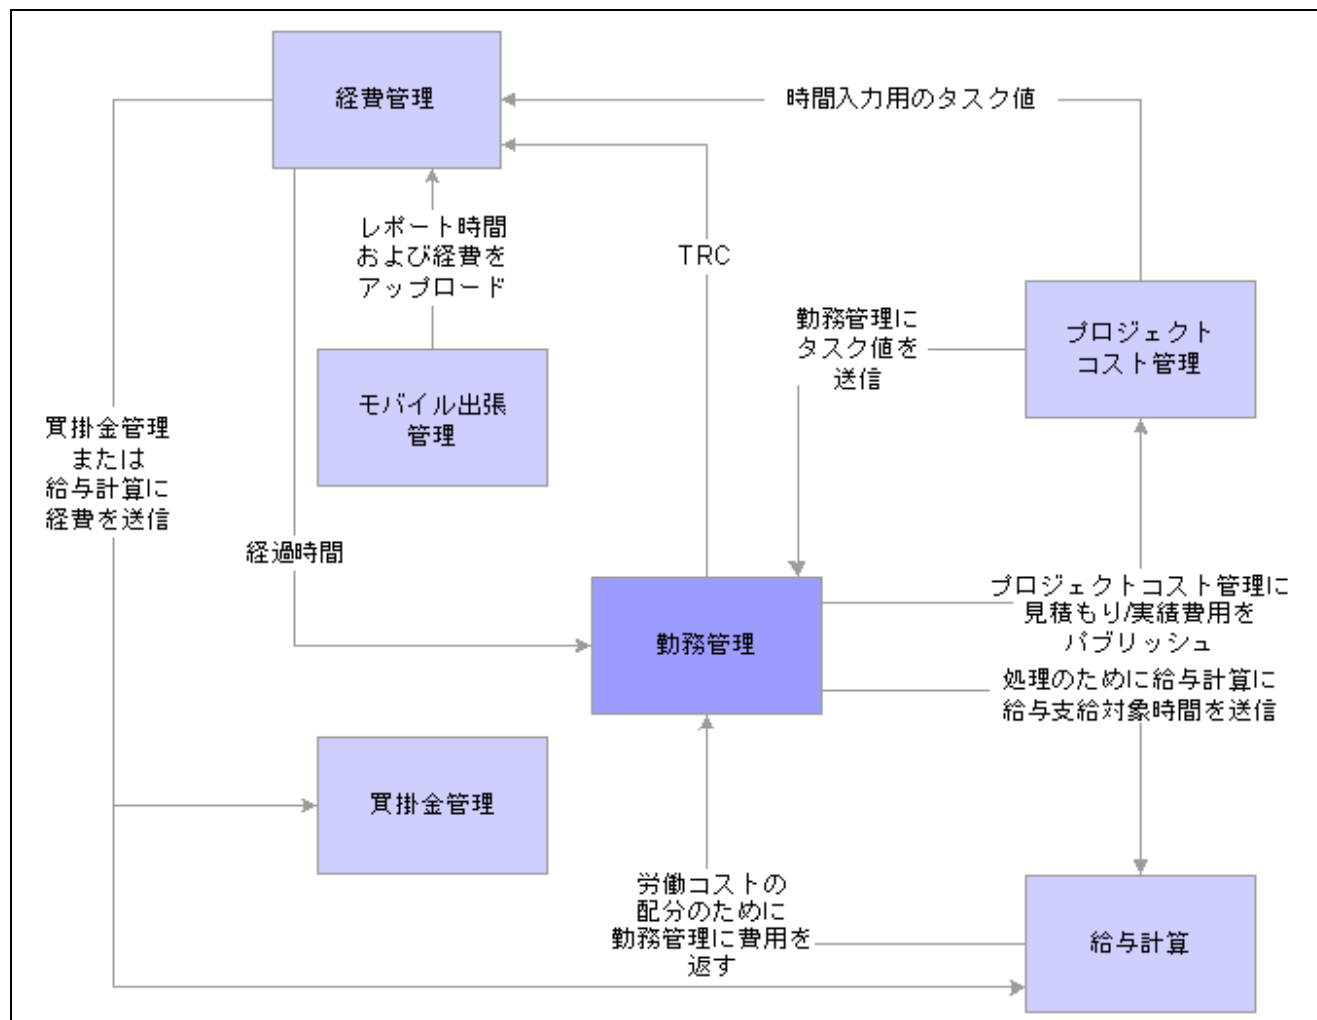 経費管理
時間入力用のタスク値
レポート時間
および経費を
アップロード
TRC
プロジェクト
コスト管理
勤務管理に
タスク値を
送信
モバイル出張
管理
買掛金管理
または
給与計算に
経費を送信
経過時間
プロジェクトコスト管理に
見積もり/実績費用を
パブリッシュ
勤務管理
処理のために給与計算に
給与支給対象時間を送信
買掛金管理
労働コストの
配分のために
勤務管理に費用を
返す
給与計算